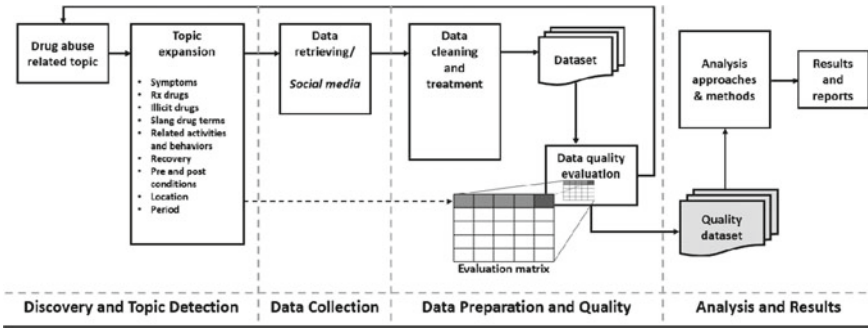 Drug abuse
related topic
Topic
expansion
• Symptoms
• Rx drugs
• Illicit drugs
• Slang drug terms
• Related activities
and behaviors
• Recovery
• Pre and post
conditions
• Location
• Period
Data
retrieving/
Social media
Data
cleaning
and
treatment
Dataset
Data quality
evaluation
Evaluation matrix
Analysis
approaches
& methods
Results
and
reports
Quality
dataset
Discovery and Topic Detection
Data Collection
Data Preparation and Quality
Analysis and Results